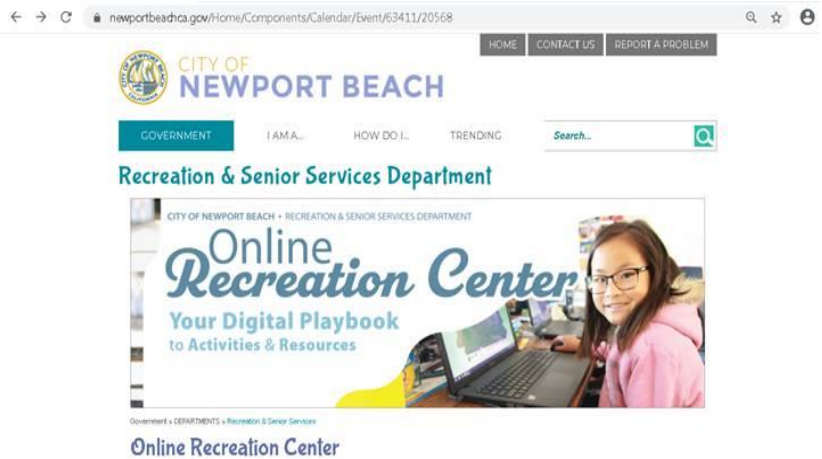 newportbeachca.gov/Home/Components/Calendar/Event/63411/20568
HOME CONTACT US REPORT A PROBLEM
CITY OF
NEWPORT BEACH
GOVERNMENT I AM A... HOW DO I... TRENDING Search...
Recreation & Senior Services Department
CITY OF NEWPORT BEACH • RECREATION & SENIOR SERVICES DEPARTMENT
Online
Recreation Center
Your Digital Playbook
to Activities & Resources
Government » DEPARTMENTS » Recreation & Senior Services
Online Recreation Center